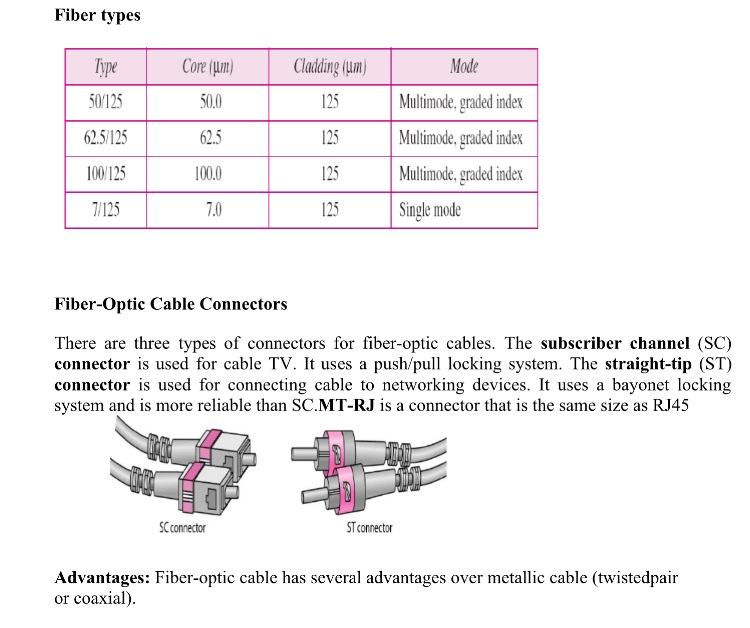 Fiber types
Type Core (μm) Cladding (μm) Mode
50/125 50.0 125 Multimode, graded index
62.5/125 62.5 125 Multimode, graded index
100/125 100.0 125 Multimode, graded index
7/125 7.0 125 Single mode
Fiber-Optic Cable Connectors
There are three types of connectors for fiber-optic cables. The subscriber channel (SC)
connector is used for cable TV. It uses a push/pull locking system. The straight-tip (ST)
connector is used for connecting cable to networking devices. It uses a bayonet locking
system and is more reliable than SC.MT-RJ is a connector that is the same size as RJ45
SC connector ST connector
Advantages: Fiber-optic cable has several advantages over metallic cable (twistedpair
or coaxial).